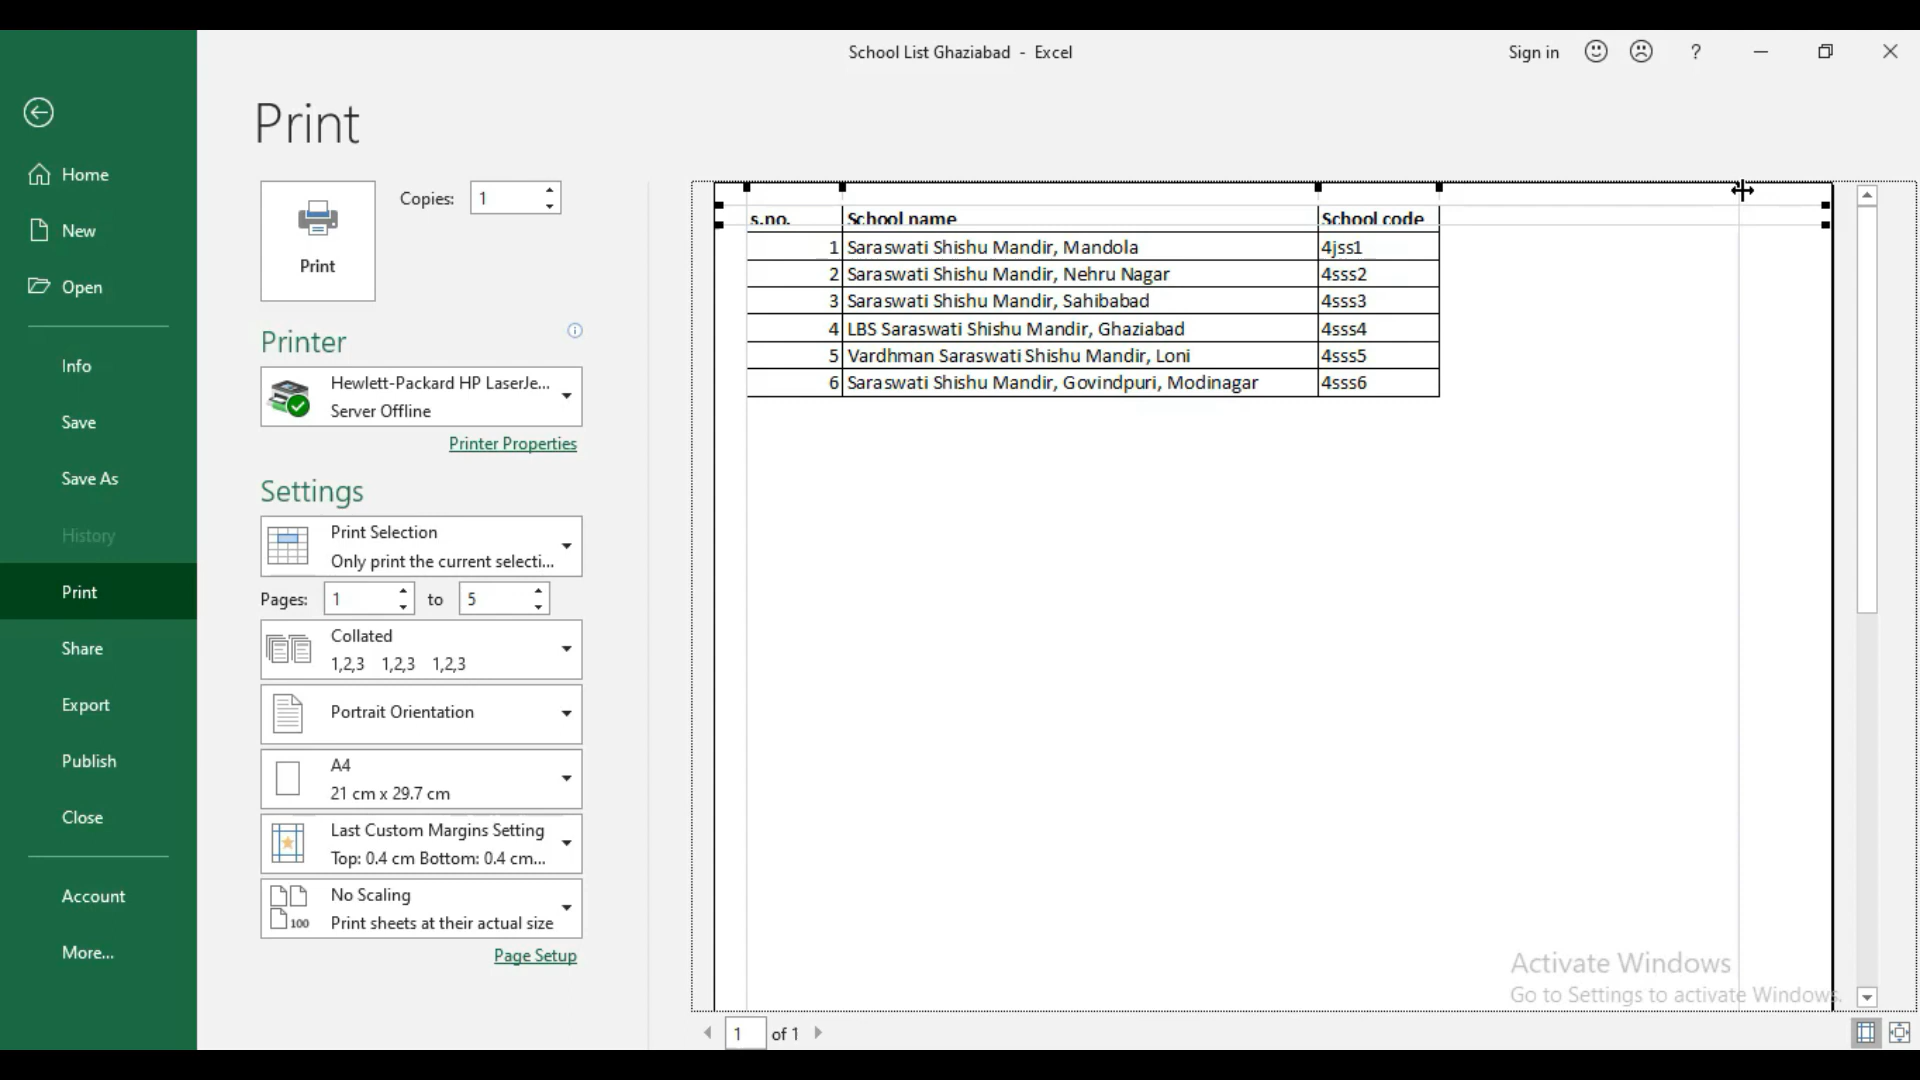 School List Ghaziabad - Excel
Sign in
?
Print
Home
New
Open
Info
Save
Save As
History
Print
Share
Export
Publish
Close
Account
More...
Print
Copies: 1
Printer
Hewlett-Packard HP LaserJe...
Server Offline
Printer Properties
Settings
Print Selection
Only print the current selecti...
Pages: 1 to 5
Collated
1,2,3 1,2,3 1,2,3
Portrait Orientation
A4
21 cm x 29.7 cm
Last Custom Margins Setting
Top: 0.4 cm Bottom: 0.4 cm...
100
No Scaling
Print sheets at their actual size
Page Setup
s.no. School name School code
1 Saraswati Shishu Mandir, Mandola 4jss1
2 Saraswati Shishu Mandir, Nehru Nagar 4sss2
3 Saraswati Shishu Mandir, Sahibabad 4sss3
4 LBS Saraswati Shishu Mandir, Ghaziabad 4sss4
5 Vardhman Saraswati Shishu Mandir, Loni 4sss5
6 Saraswati Shishu Mandir, Govindpuri, Modinagar 4sss6
Activate Windows
Go to Settings to activate Windows.
1 of 1